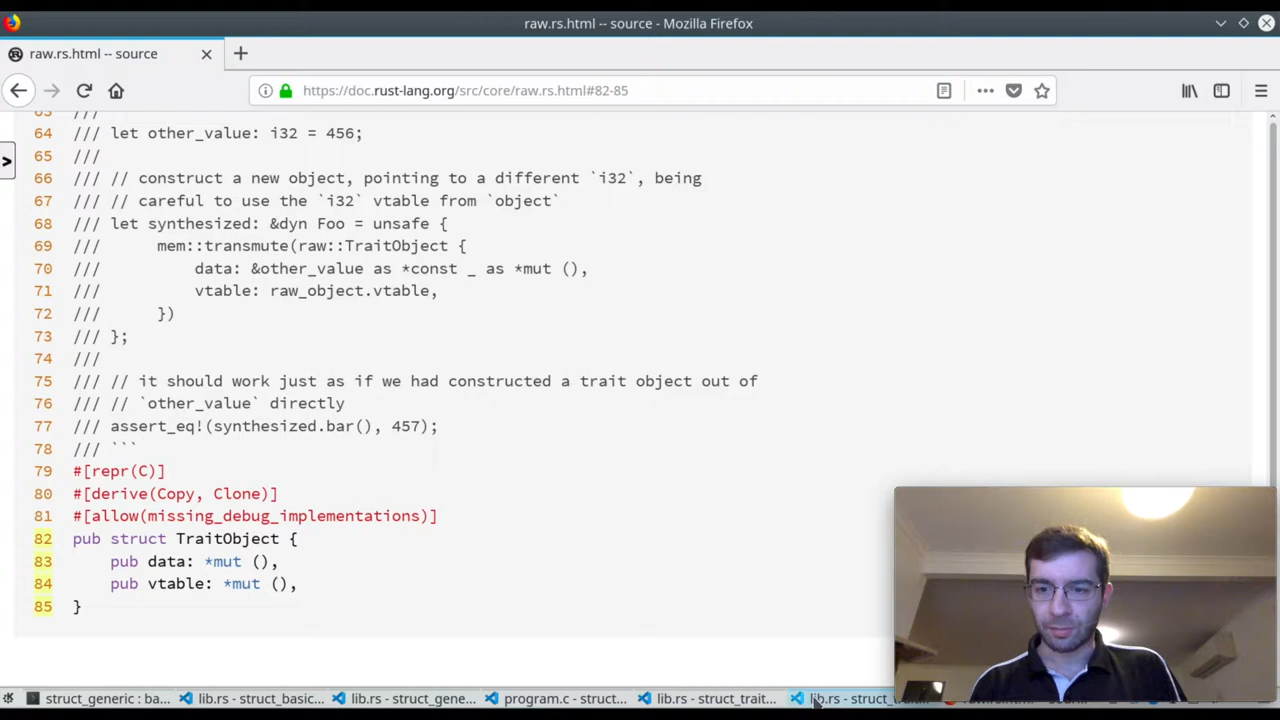 raw.rs.html -- source - Mozilla Firefox
raw.rs.html -- source
https://doc.rust-lang.org/src/core/raw.rs.html#82-85
63 ///
64 /// let other_value: i32 = 456;
65 ///
66 /// // construct a new object, pointing to a different `i32`, being
67 /// // careful to use the `i32` vtable from `object`
68 /// let synthesized: &dyn Foo = unsafe {
69 /// mem::transmute(raw::TraitObject {
70 /// data: &other_value as *const _ as *mut (),
71 /// vtable: raw_object.vtable,
72 /// })
73 /// };
74 ///
75 /// // it should work just as if we had constructed a trait object out of
76 /// // `other_value` directly
77 /// assert_eq!(synthesized.bar(), 457);
78 /// ```
79 #[repr(C)]
80 #[derive(Copy, Clone)]
81 #[allow(missing_debug_implementations)]
82 pub struct TraitObject {
83 pub data: *mut (),
84 pub vtable: *mut (),
85 }
struct_generic : ba... lib.rs - struct_basic... lib.rs - struct_gene... program.c - struct... lib.rs - struct_trait... lib.rs - struct_